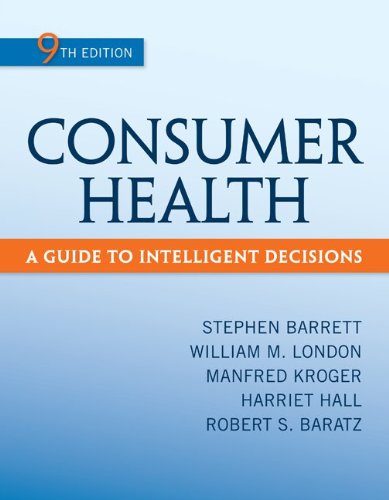 9TH EDITION
CONSUMER
HEALTH
A GUIDE TO INTELLIGENT DECISIONS
STEPHEN BARRETT
WILLIAM M. LONDON
MANFRED KROGER
HARRIET HALL
ROBERT S. BARATZ